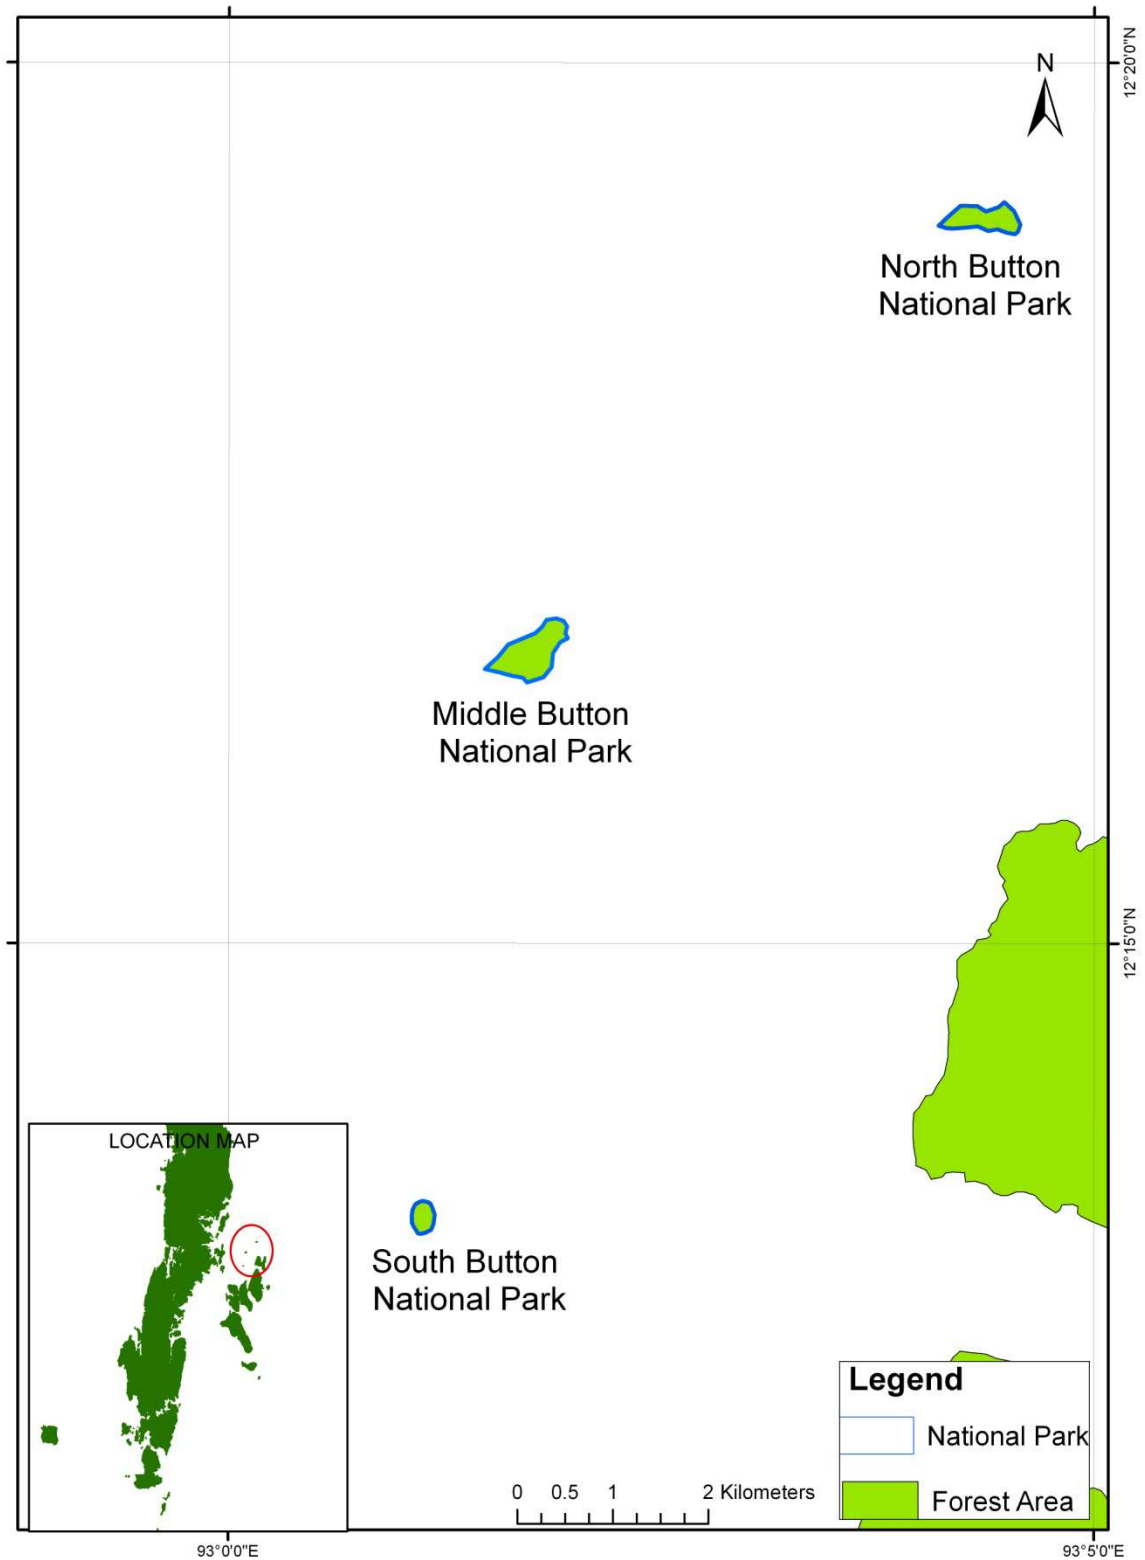 12°20'0"N
N
North Button
National Park
Middle Button
National Park
12°15'0"N
LOCATION MAP
South Button
National Park
Legend
National Park
Forest Area
0 0.5 1 2 Kilometers
93°0'0"E
93°5'0"E